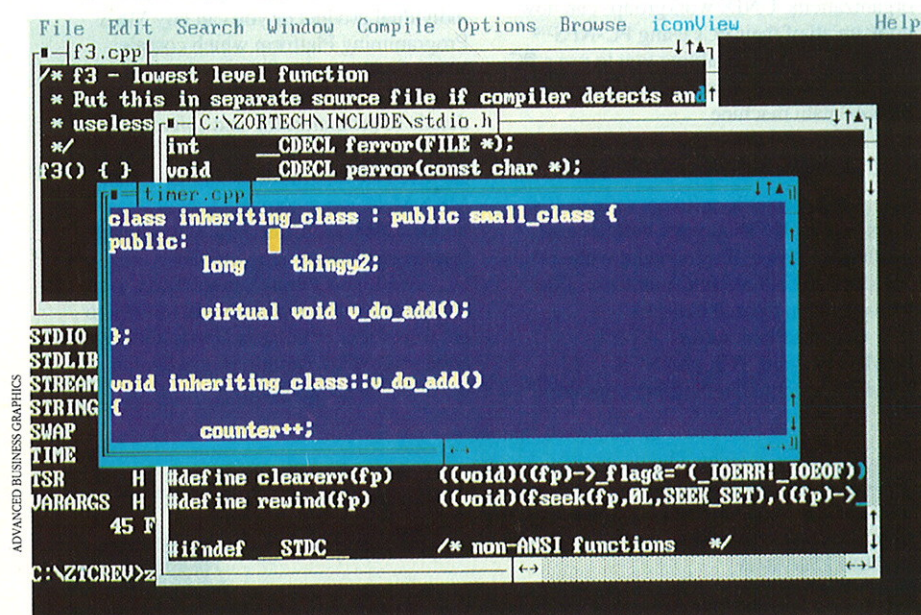 File Edit Search Window Compile Options Browse iconView Help
f3.cpp
/* f3 - lowest level function
* Put this in separate source file if compiler detects and
* useless
*/
f3() { }
C:\ZORTECH\INCLUDE\stdio.h
int __CDECL ferror(FILE *);
void __CDECL perror(const char *);
timer.cpp
class inheriting_class : public small_class {
public:
long thingy2;
virtual void v_do_add();
};
void inheriting_class::v_do_add()
{
counter++;
#define clearerr(fp) ((void)((fp)->_flag&=~(_IOERR|_IOEOF))
#define rewind(fp) ((void)(fseek(fp,0L,SEEK_SET),((fp)->_
#ifndef __STDC__ /* non-ANSI functions */
STDIO
STDLIB
STREAM
STRING
SWAP
TIME
TSR H
VARARGS H
45 F
C:\ZTCREV>z
ADVANCED BUSINESS GRAPHICS